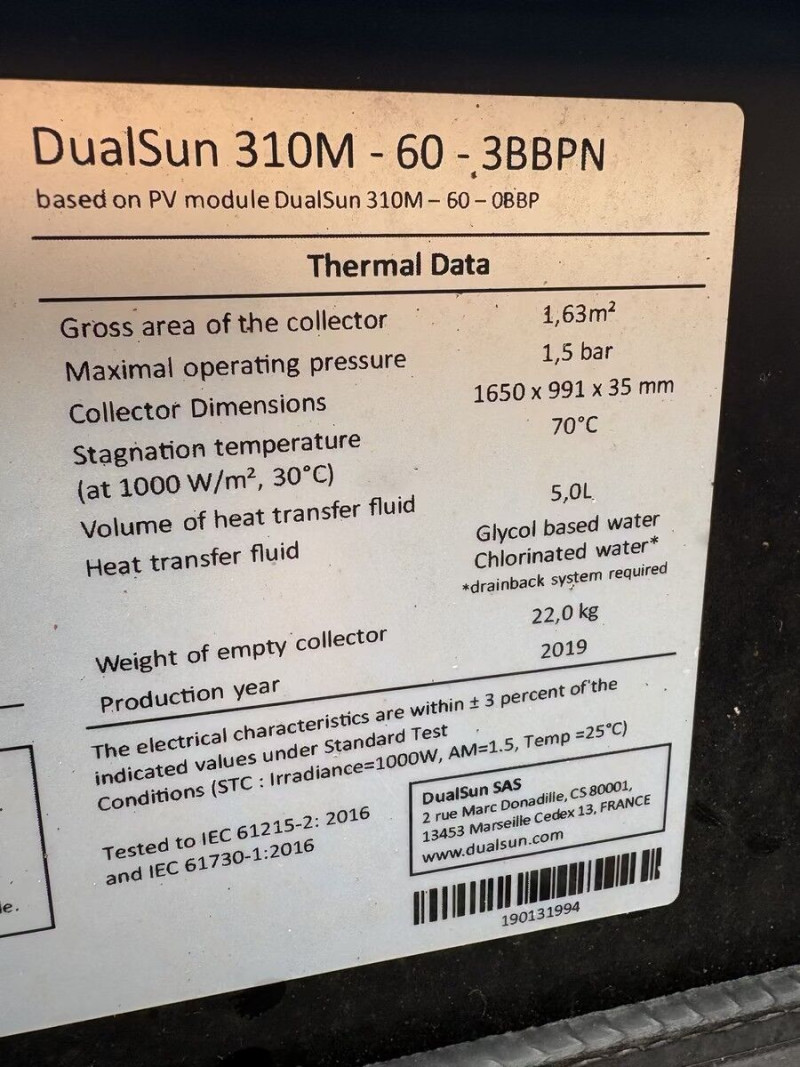 DualSun 310M - 60 - 3BBPN
based on PV module DualSun 310M – 60 – 0BBP
Thermal Data
Gross area of the collector 1,63m²
Maximal operating pressure 1,5 bar
Collector Dimensions 1650 x 991 x 35 mm
Stagnation temperature 70°C
(at 1000 W/m², 30°C)
Volume of heat transfer fluid 5,0L
Heat transfer fluid Glycol based water
Chlorinated water*
*drainback system required
Weight of empty collector 22,0 kg
Production year 2019
The electrical characteristics are within ± 3 percent of the
indicated values under Standard Test
Conditions (STC : Irradiance=1000W, AM=1.5, Temp =25°C)
Tested to IEC 61215-2: 2016
and IEC 61730-1:2016
DualSun SAS
2 rue Marc Donadille, CS 80001,
13453 Marseille Cedex 13, FRANCE
www.dualsun.com
190131994